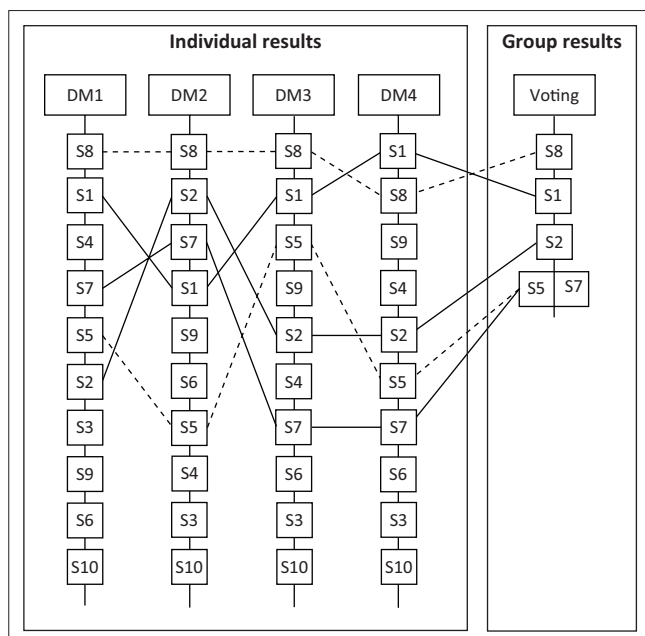 Individual results
Group results
DM1 DM2 DM3 DM4 Voting
S8 S8 S8 S1 S8
S1 S2 S1 S8 S1
S4 S7 S5 S9 S2
S7 S1 S9 S4 S5 S7
S5 S9 S2 S2
S2 S6 S4 S5
S3 S5 S7 S7
S9 S4 S6 S6
S6 S3 S3 S3
S10 S10 S10 S10